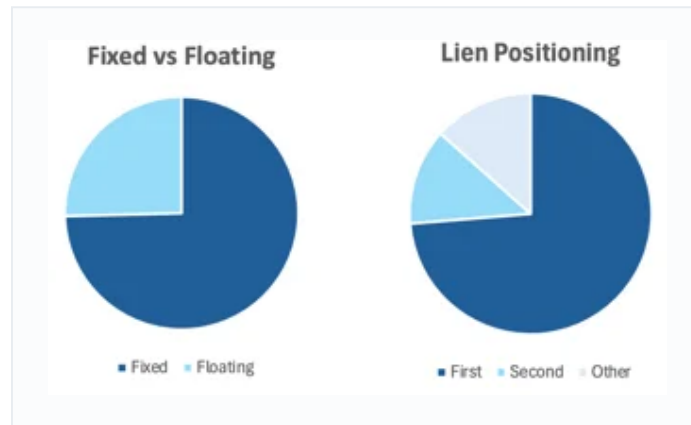 Fixed vs Floating
Fixed Floating
Lien Positioning
First Second Other